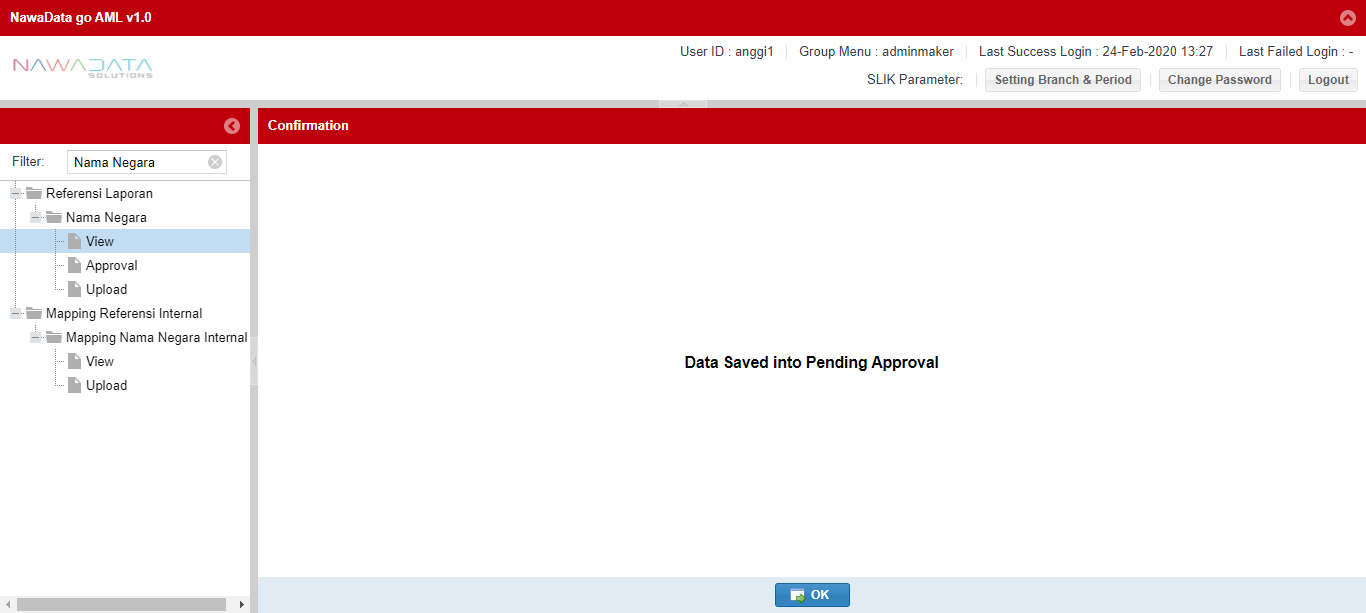 NawaData go AML v1.0
NAWADATA
SOLUTIONS
User ID : anggi1 Group Menu : adminmaker Last Success Login : 24-Feb-2020 13:27 Last Failed Login : -
SLIK Parameter: Setting Branch & Period Change Password Logout
Confirmation
Filter: Nama Negara
Referensi Laporan
Nama Negara
View
Approval
Upload
Mapping Referensi Internal
Mapping Nama Negara Internal
View
Upload
Data Saved into Pending Approval
OK